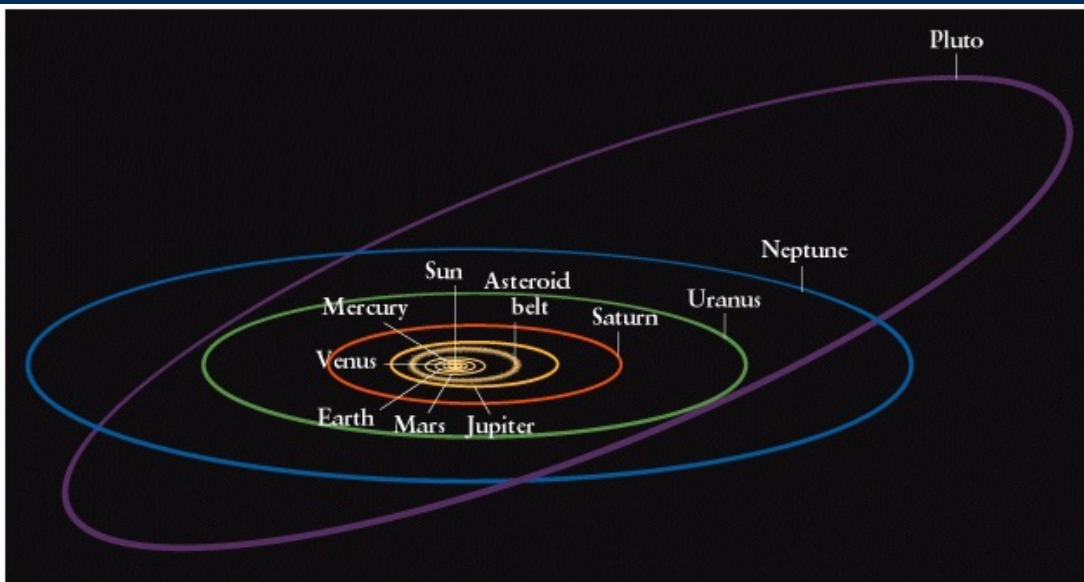 Pluto
Neptune
Sun
Asteroid
belt
Uranus
Mercury
Saturn
Venus
Earth
Mars
Jupiter